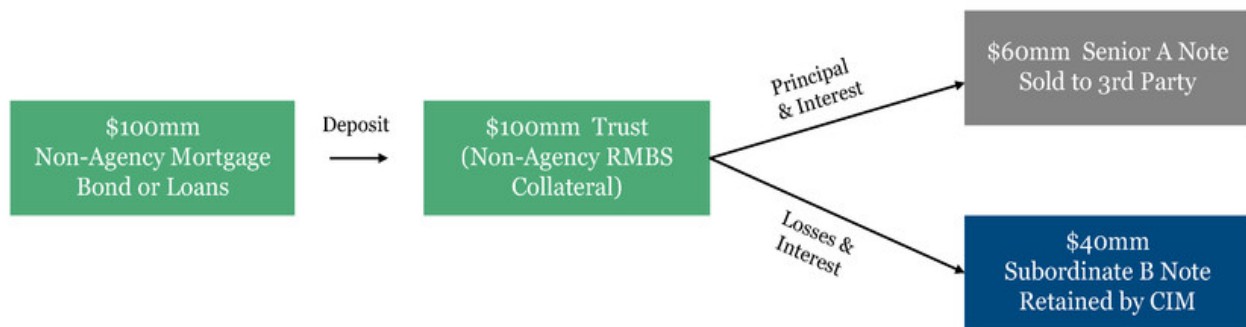 $100mm
Non-Agency Mortgage
Bond or Loans
Deposit
$100mm Trust
(Non-Agency RMBS
Collateral)
Principal
& Interest
$60mm Senior A Note
Sold to 3rd Party
Losses &
Interest
$40mm
Subordinate B Note
Retained by CIM